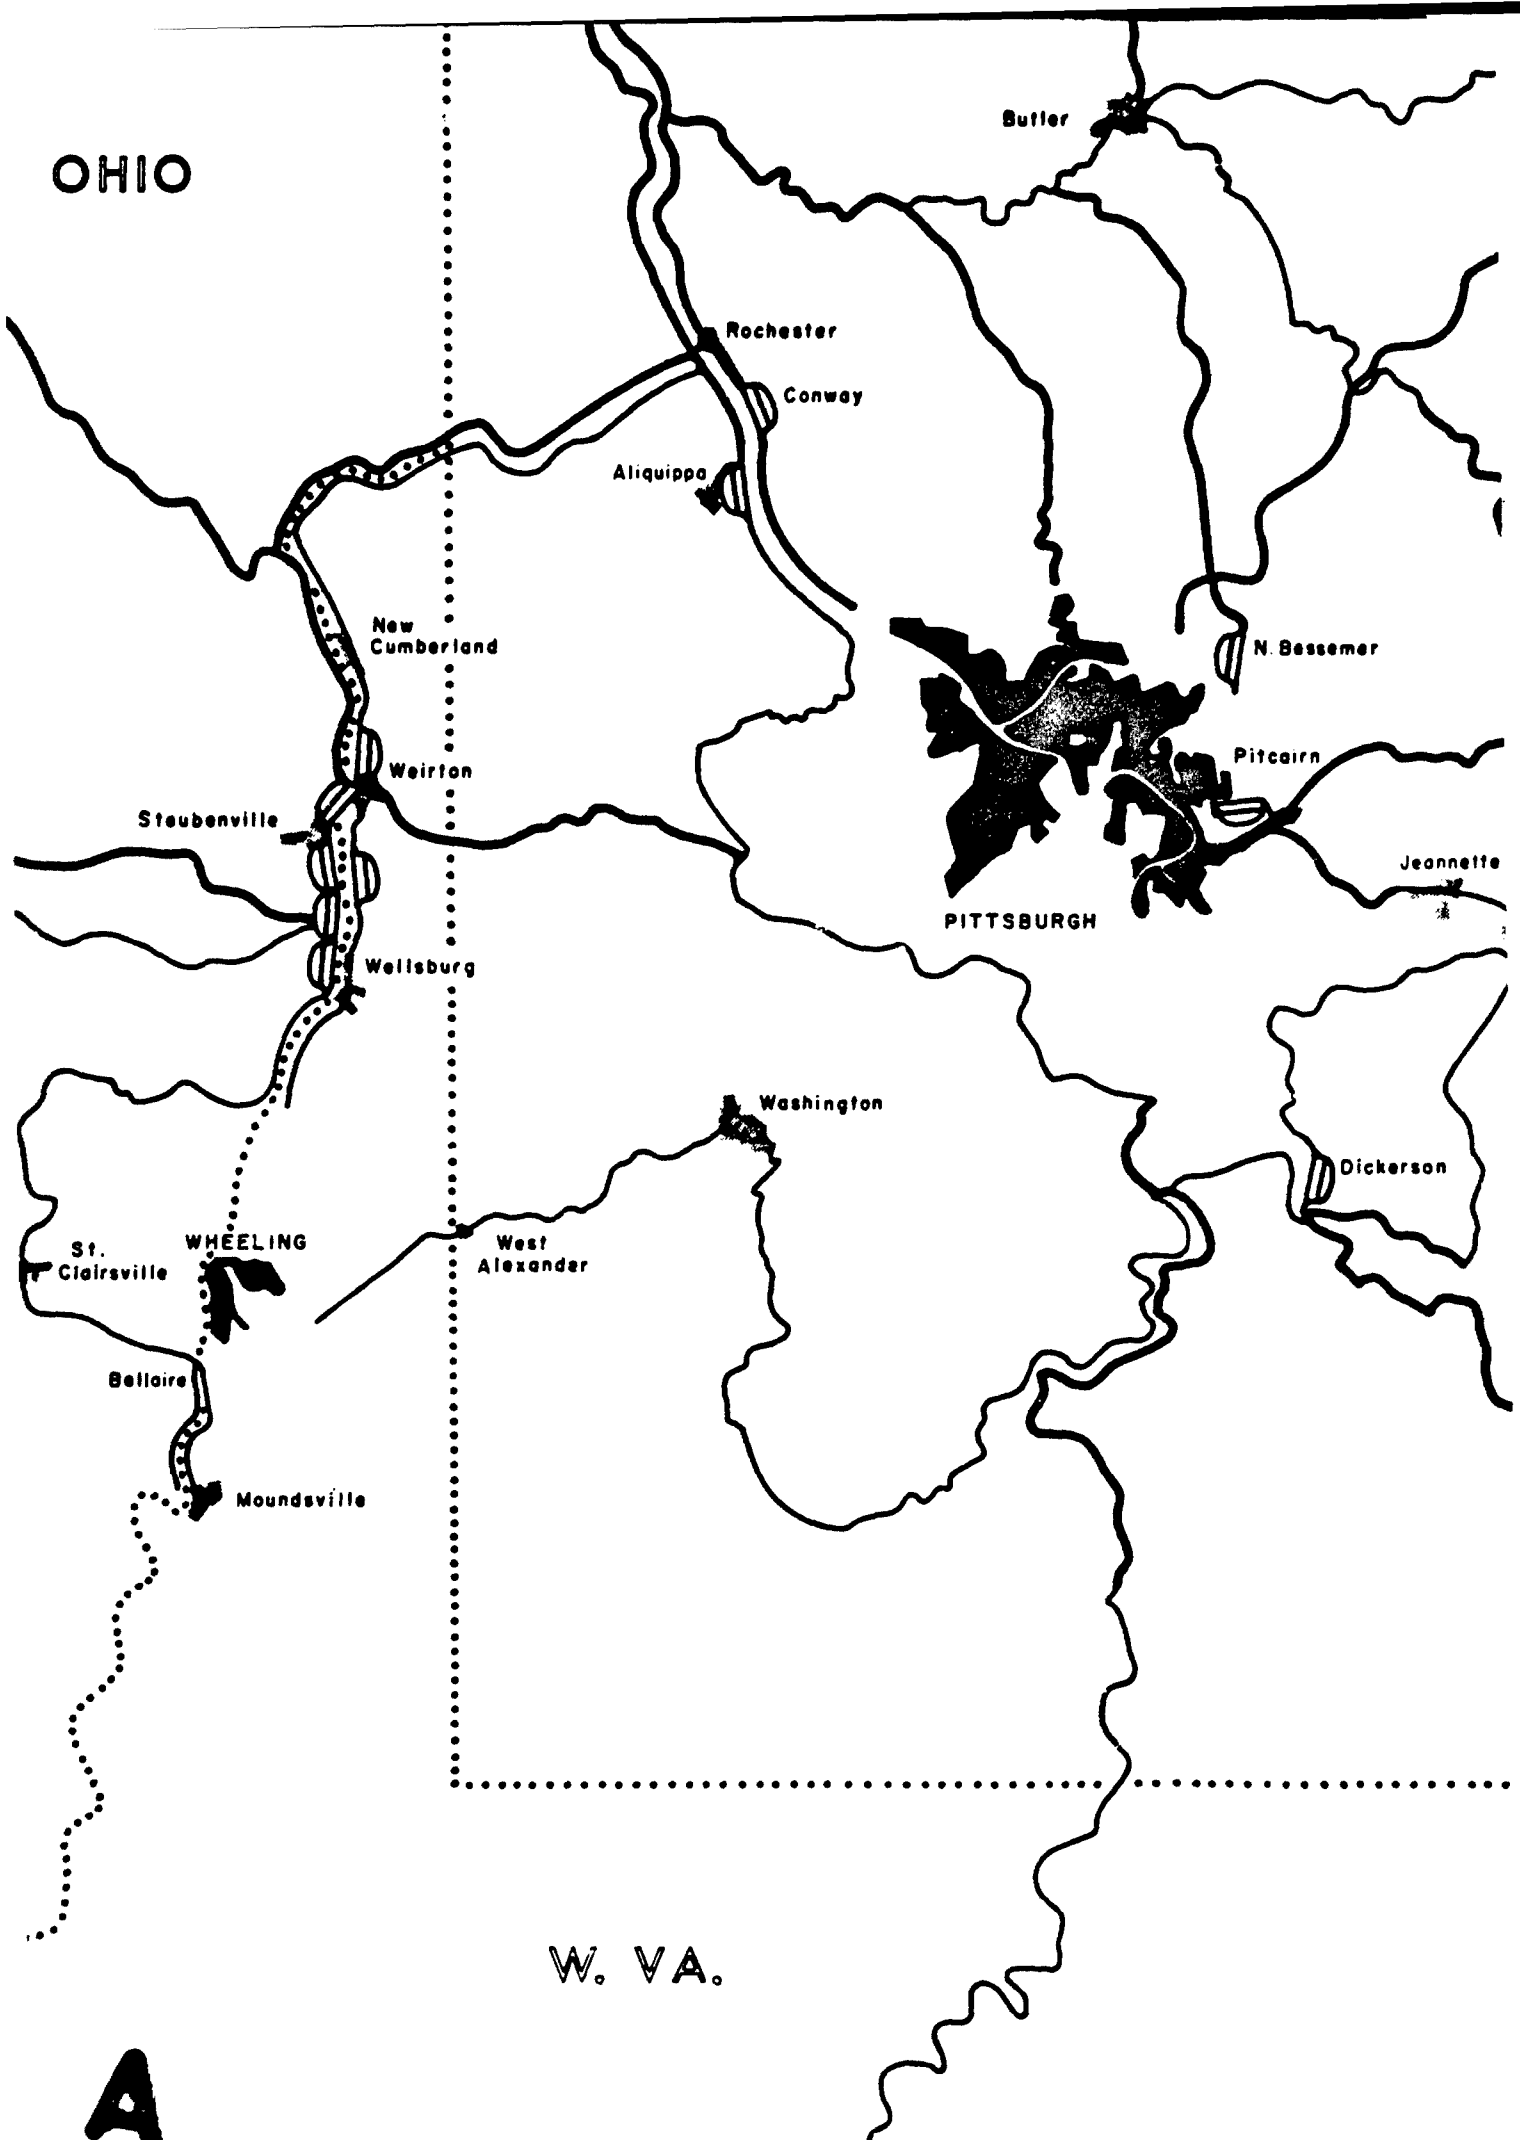 Butler
OHIO
Rochester
Conway
Aliquippa
New
Cumberland
N. Bessemer
Pitcairn
Weirton
Steubenville
Jeannette
PITTSBURGH
Wellsburg
Washington
Dickerson
WHEELING
West
Alexander
St.
Clairsville
Bellaire
Moundsville
W. VA.
A